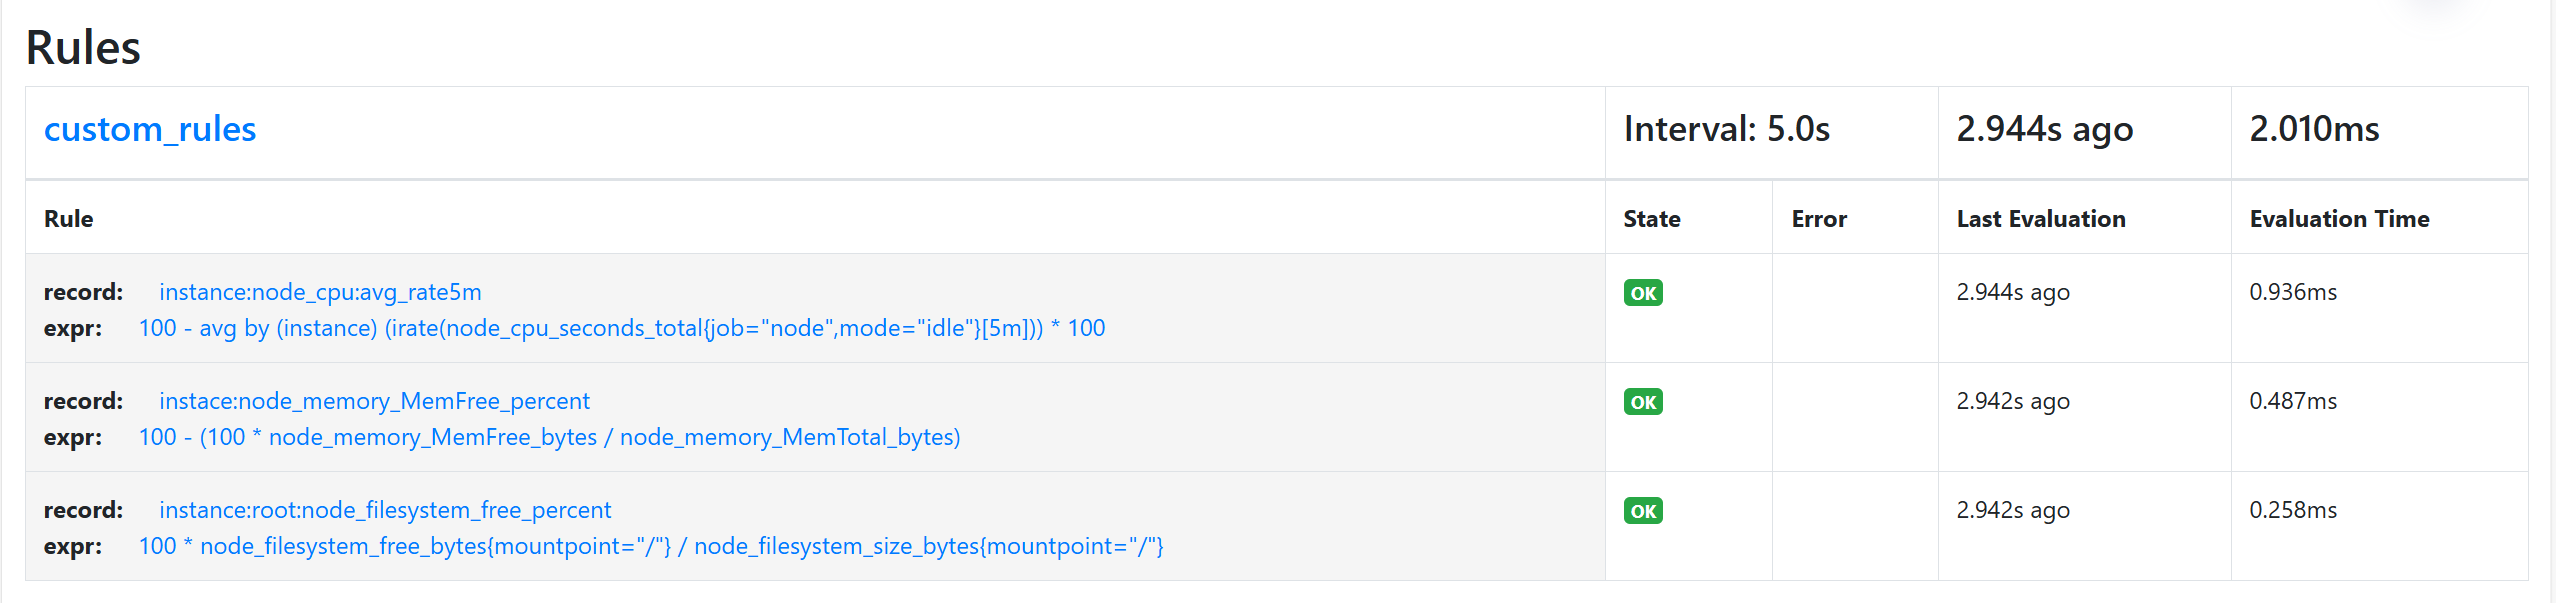 Rules
custom_rules Interval: 5.0s 2.944s ago 2.010ms
Rule State Error Last Evaluation Evaluation Time
record: instance:node_cpu:avg_rate5m OK 2.944s ago 0.936ms
expr: 100 - avg by (instance) (irate(node_cpu_seconds_total{job="node",mode="idle"}[5m])) * 100
record: instace:node_memory_MemFree_percent OK 2.942s ago 0.487ms
expr: 100 - (100 * node_memory_MemFree_bytes / node_memory_MemTotal_bytes)
record: instance:root:node_filesystem_free_percent OK 2.942s ago 0.258ms
expr: 100 * node_filesystem_free_bytes{mountpoint="/"} / node_filesystem_size_bytes{mountpoint="/"}